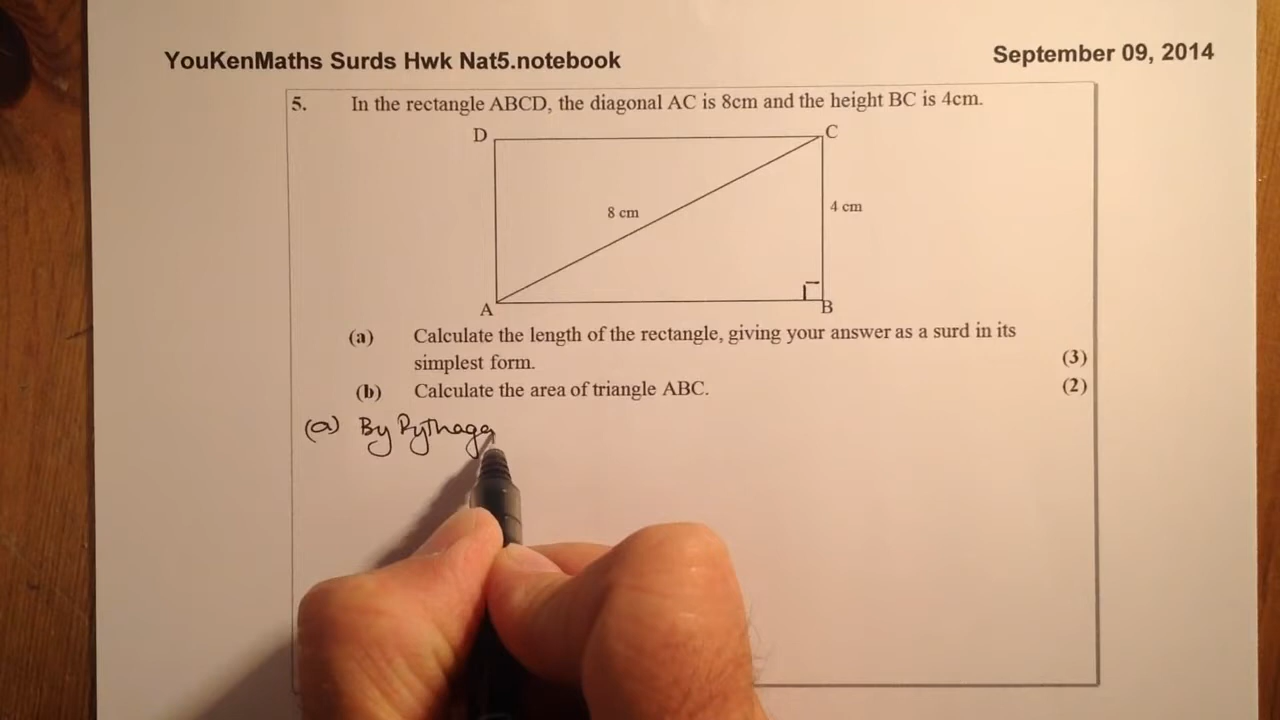 YouKenMaths Surds Hwk Nat5.notebook September 09, 2014
5. In the rectangle ABCD, the diagonal AC is 8cm and the height BC is 4cm.
D C
8 cm 4 cm
A B
(a) Calculate the length of the rectangle, giving your answer as a surd in its
simplest form. (3)
(b) Calculate the area of triangle ABC. (2)
(a) By Pythago